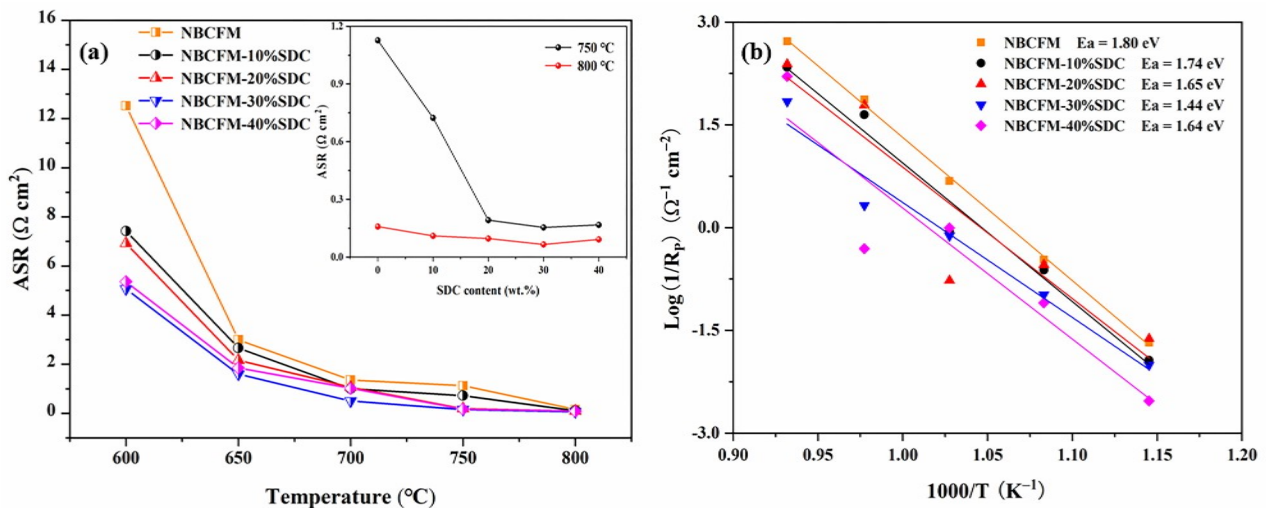 (a)
ASR (Ω cm²)
16
14
12
10
8
6
4
2
0
600
650
700
750
800
Temperature (℃)
NBCFM
NBCFM-10%SDC
NBCFM-20%SDC
NBCFM-30%SDC
NBCFM-40%SDC
ASR (Ω cm²)
1.2
0.9
0.6
0.3
0.0
0
10
20
30
40
SDC content (wt.%)
750 ℃
800 ℃
(b)
Log (1/Rₚ) (Ω⁻¹ cm⁻²)
3.0
1.5
0.0
-1.5
-3.0
0.90
0.95
1.00
1.05
1.10
1.15
1.20
1000/T (K⁻¹)
NBCFM Ea = 1.80 eV
NBCFM-10%SDC Ea = 1.74 eV
NBCFM-20%SDC Ea = 1.65 eV
NBCFM-30%SDC Ea = 1.44 eV
NBCFM-40%SDC Ea = 1.64 eV